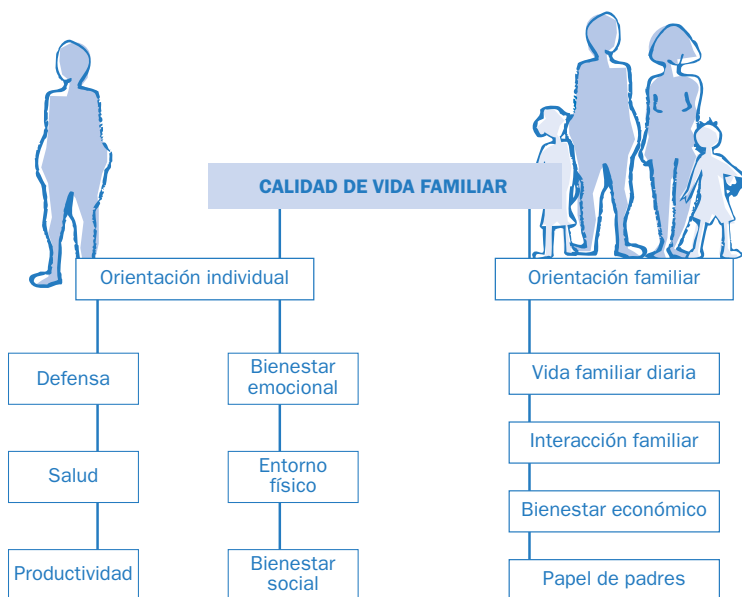 CALIDAD DE VIDA FAMILIAR
Orientación individual
Orientación familiar
Defensa
Bienestar
emocional
Vida familiar diaria
Salud
Entorno
físico
Interacción familiar
Bienestar económico
Productividad
Bienestar
social
Papel de padres